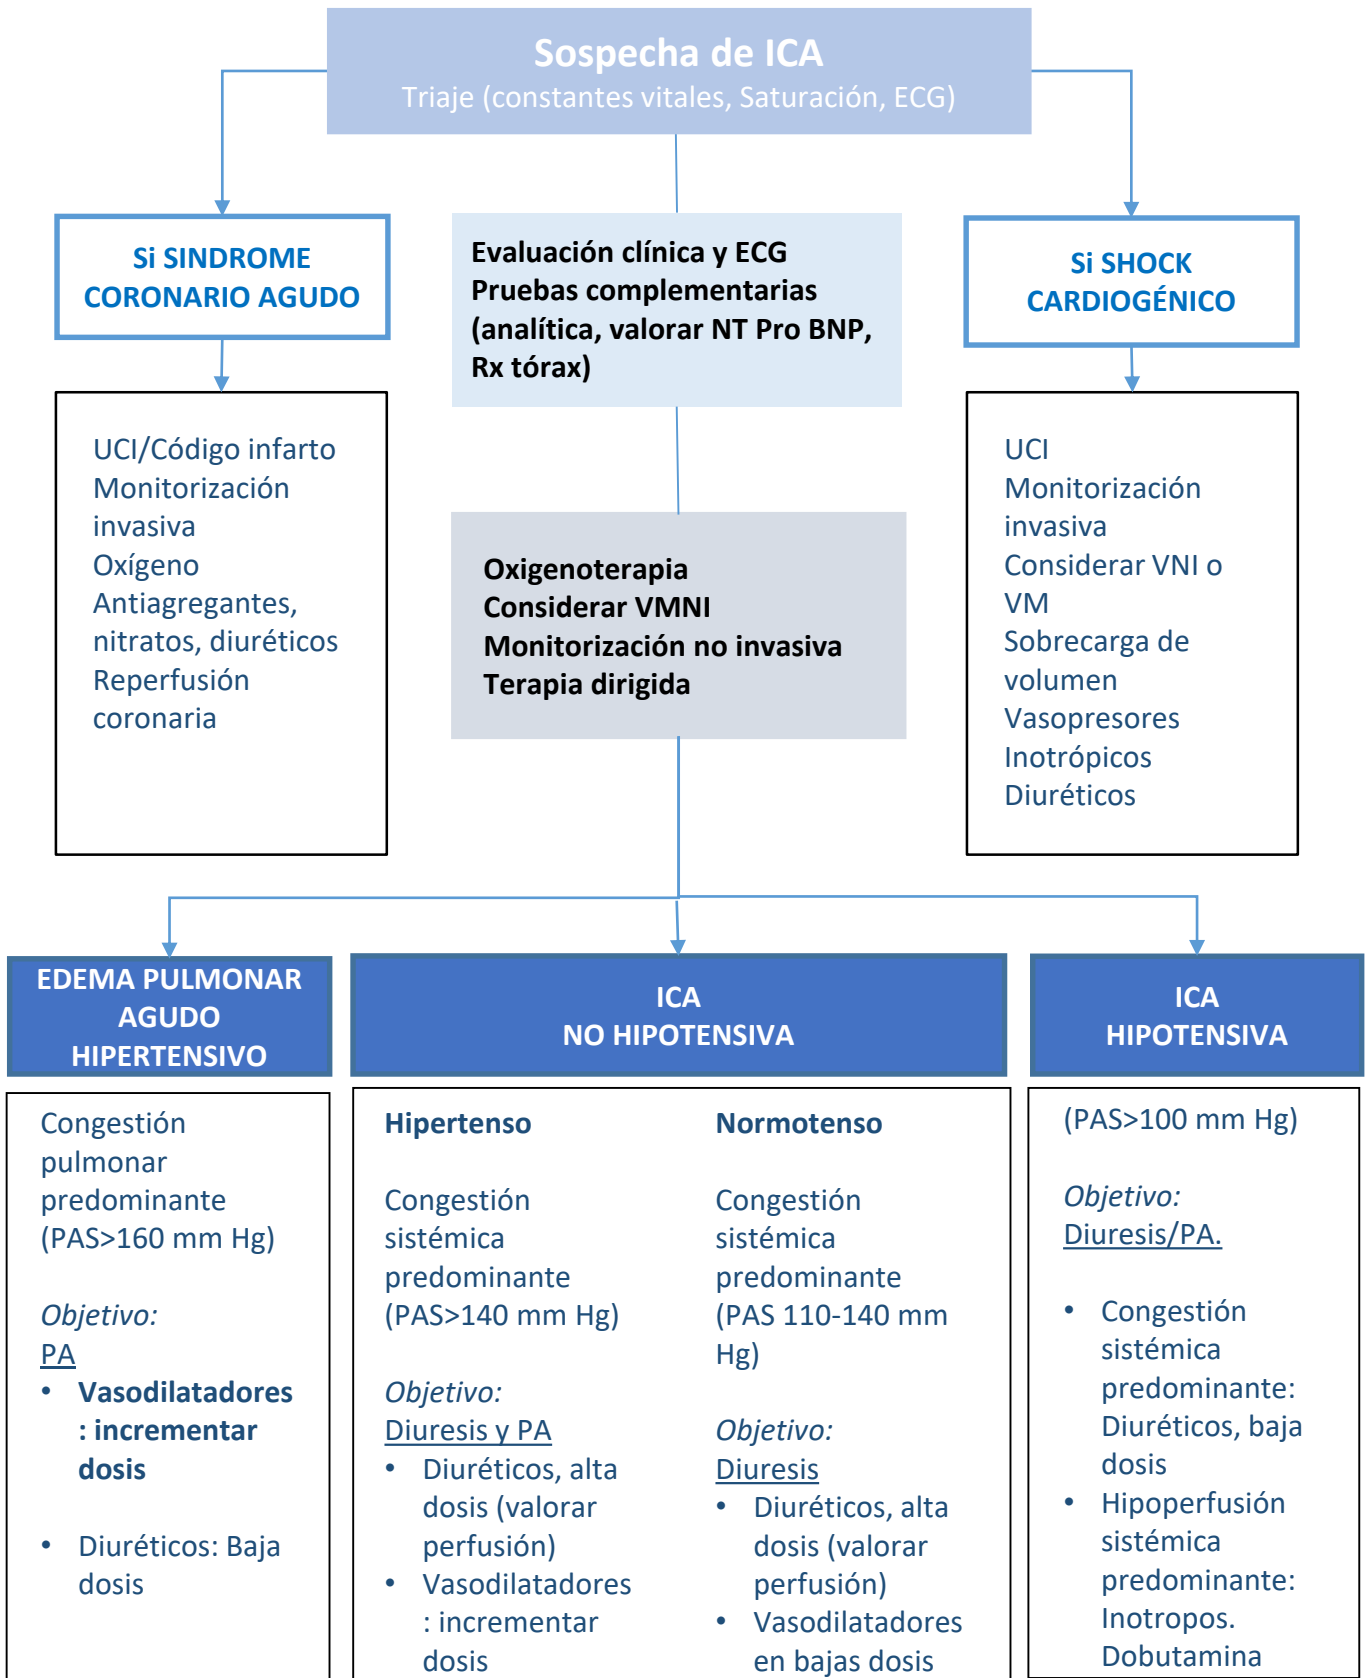 Sospecha de ICA
Triaje (constantes vitales, Saturación, ECG)
Si SINDROME
CORONARIO AGUDO
UCI/Código infarto
Monitorización
invasiva
Oxígeno
Antiagregantes,
nitratos, diuréticos
Reperfusión
coronaria
Evaluación clínica y ECG
Pruebas complementarias
(analítica, valorar NT Pro BNP,
Rx tórax)
Oxigenoterapia
Considerar VMNI
Monitorización no invasiva
Terapia dirigida
Si SHOCK
CARDIOGÉNICO
UCI
Monitorización
invasiva
Considerar VNI o
VM
Sobrecarga de
volumen
Vasopresores
Inotrópicos
Diuréticos
EDEMA PULMONAR
AGUDO
HIPERTENSIVO
Congestión
pulmonar
predominante
(PAS>160 mm Hg)
Objetivo:
PA
• Vasodilatadores
: incrementar
dosis
• Diuréticos: Baja
dosis
ICA
NO HIPOTENSIVA
Hipertenso
Congestión
sistémica
predominante
(PAS>140 mm Hg)
Objetivo:
Diuresis y PA
• Diuréticos, alta
dosis (valorar
perfusión)
• Vasodilatadores
: incrementar
dosis
Normotenso
Congestión
sistémica
predominante
(PAS 110-140 mm
Hg)
Objetivo:
Diuresis
• Diuréticos, alta
dosis (valorar
perfusión)
• Vasodilatadores
en bajas dosis
ICA
HIPOTENSIVA
(PAS>100 mm Hg)
Objetivo:
Diuresis/PA.
• Congestión
sistémica
predominante:
Diuréticos, baja
dosis
• Hipoperfusión
sistémica
predominante:
Inotropos.
Dobutamina